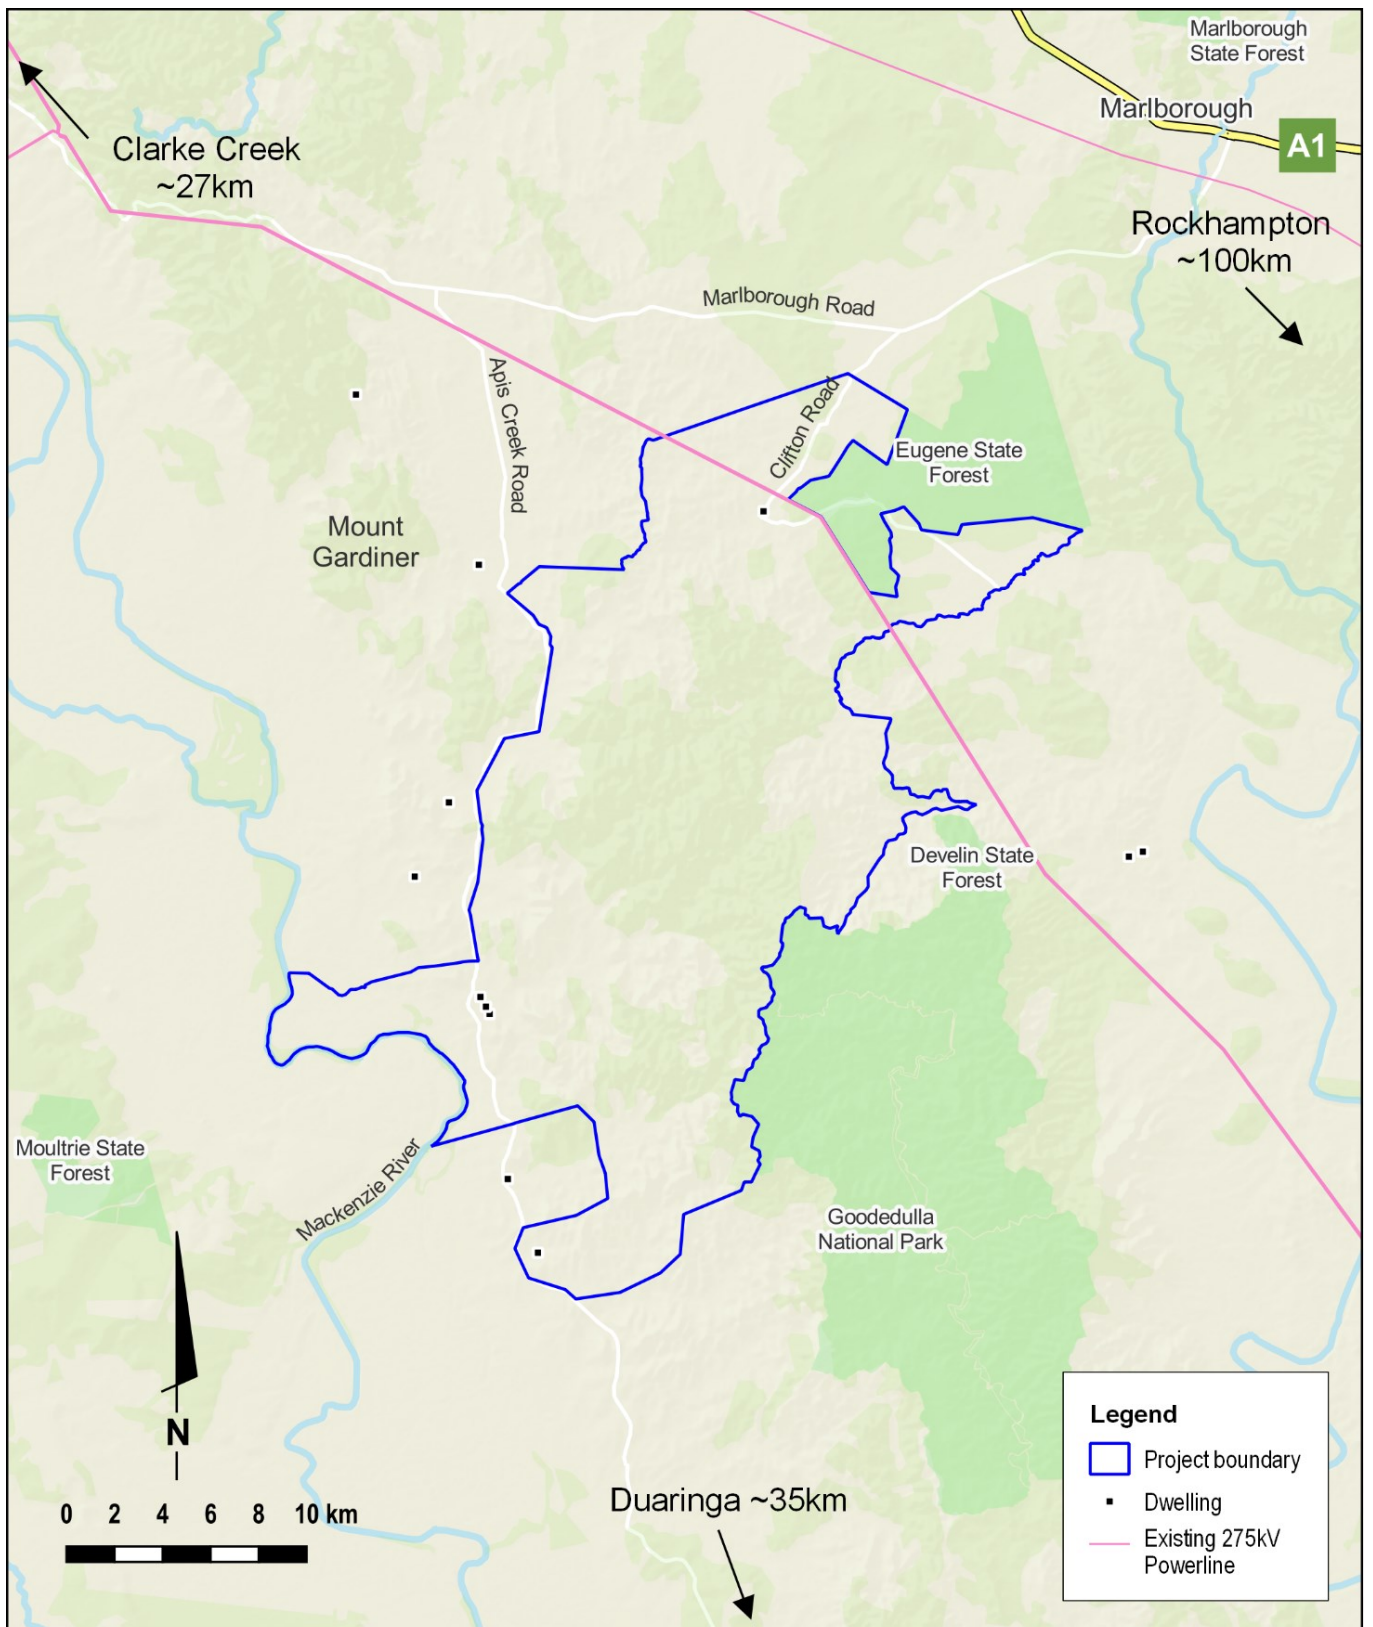 Marlborough
State Forest
Marlborough
A1
Clarke Creek
~27km
Rockhampton
~100km
Marlborough Road
Apis Creek Road
Clifton Road
Eugene State
Forest
Mount
Gardiner
Develin State
Forest
Moultrie State
Forest
Mackenzie River
Goodedulla
National Park
N
0 2 4 6 8 10 km
Duaringa ~35km
Legend
Project boundary
Dwelling
Existing 275kV
Powerline